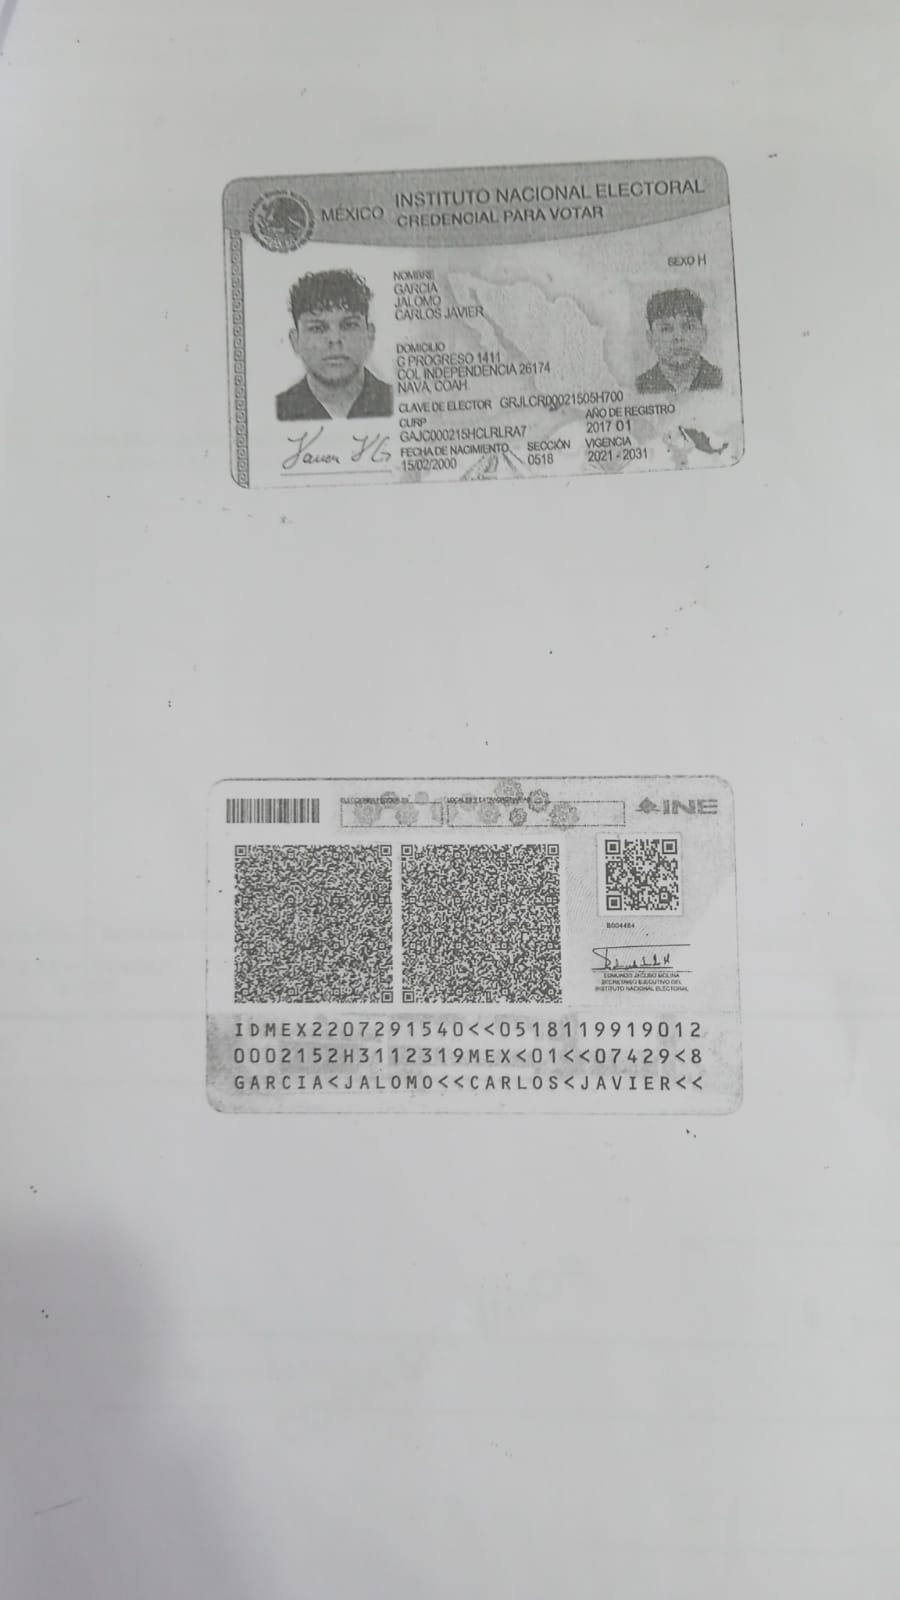 MÉXICO INSTITUTO NACIONAL ELECTORAL
CREDENCIAL PARA VOTAR
SEXO H
NOMBRE
GARCIA
JALOMO
CARLOS JAVIER
DOMICILIO
C PROGRESO 1411
COL INDEPENDENCIA 26174
NAVA, COAH.
CLAVE DE ELECTOR GRJLCR00021505H700
CURP
GAJC000215HCLRLRA7
AÑO DE REGISTRO
2017 01
FECHA DE NACIMIENTO
15/02/2000
SECCIÓN
0518
VIGENCIA
2021 - 2031
INE
EDMUNDO JACOBO MOLINA
SECRETARIO EJECUTIVO DEL
INSTITUTO NACIONAL ELECTORAL
IDMEX2207291540<<0518119919012
0002152H3112319MEX<01<<07429<8
GARCIA<JALOMO<<CARLOS<JAVIER<<